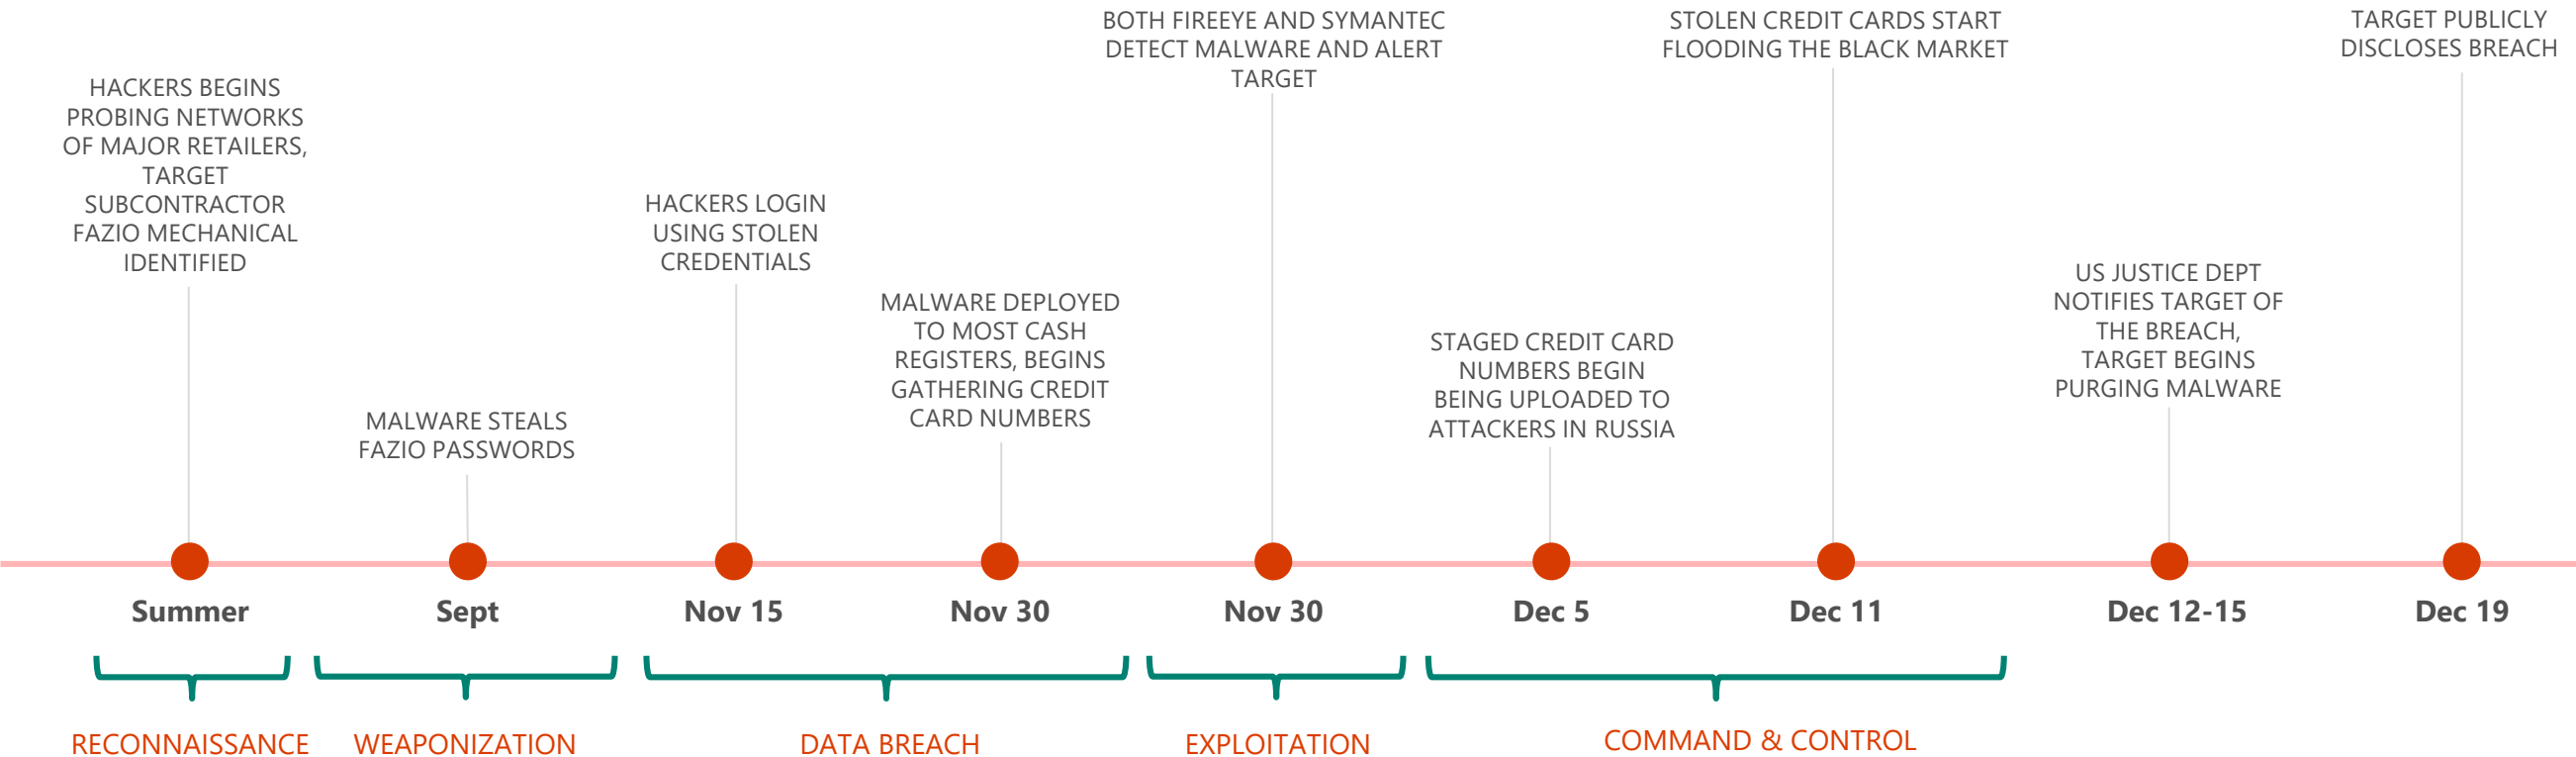 HACKERS BEGINS
PROBING NETWORKS
OF MAJOR RETAILERS,
TARGET
SUBCONTRACTOR
FAZIO MECHANICAL
IDENTIFIED
MALWARE STEALS
FAZIO PASSWORDS
HACKERS LOGIN
USING STOLEN
CREDENTIALS
MALWARE DEPLOYED
TO MOST CASH
REGISTERS, BEGINS
GATHERING CREDIT
CARD NUMBERS
BOTH FIREEYE AND SYMANTEC
DETECT MALWARE AND ALERT
TARGET
STAGED CREDIT CARD
NUMBERS BEGIN
BEING UPLOADED TO
ATTACKERS IN RUSSIA
STOLEN CREDIT CARDS START
FLOODING THE BLACK MARKET
US JUSTICE DEPT
NOTIFIES TARGET OF
THE BREACH,
TARGET BEGINS
PURGING MALWARE
TARGET PUBLICLY
DISCLOSES BREACH
Summer
Sept
Nov 15
Nov 30
Nov 30
Dec 5
Dec 11
Dec 12-15
Dec 19
RECONNAISSANCE
WEAPONIZATION
DATA BREACH
EXPLOITATION
COMMAND & CONTROL